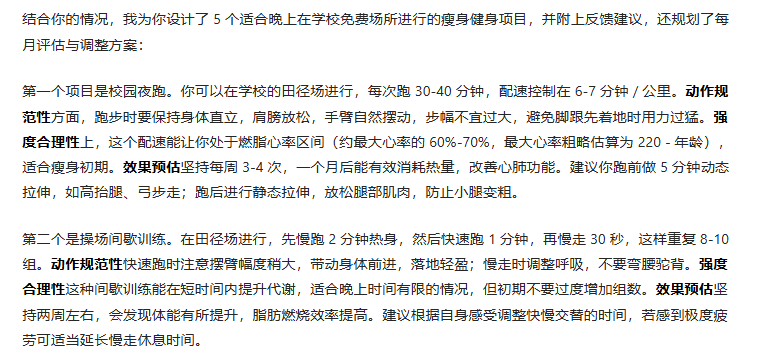 结合你的情况，我为你设计了 5 个适合晚上在学校免费场所进行的瘦身健身项目，并附上反馈建议，还规划了每
月评估与调整方案：
第一个项目是校园夜跑。你可以在学校的田径场进行，每次跑 30-40 分钟，配速控制在 6-7 分钟 / 公里。动作规
范性方面，跑步时要保持身体直立，肩膀放松，手臂自然摆动，步幅不宜过大，避免脚跟先着地时用力过猛。强
度合理性上，这个配速能让你处于燃脂心率区间（约最大心率的 60%-70%，最大心率粗略估算为 220 - 年龄），
适合瘦身初期。效果预估坚持每周 3-4 次，一个月后能有效消耗热量，改善心肺功能。建议你跑前做 5 分钟动态
拉伸，如高抬腿、弓步走；跑后进行静态拉伸，放松腿部肌肉，防止小腿变粗。
第二个是操场间歇训练。在田径场进行，先慢跑 2 分钟热身，然后快速跑 1 分钟，再慢走 30 秒，这样重复 8-10
组。动作规范性快速跑时注意摆臂幅度稍大，带动身体前进，落地轻盈；慢走时调整呼吸，不要弯腰驼背。强度
合理性这种间歇训练能在短时间内提升代谢，适合晚上时间有限的情况，但初期不要过度增加组数。效果预估坚
持两周左右，会发现体能有所提升，脂肪燃烧效率提高。建议根据自身感受调整快慢交替的时间，若感到极度疲
劳可适当延长慢走休息时间。